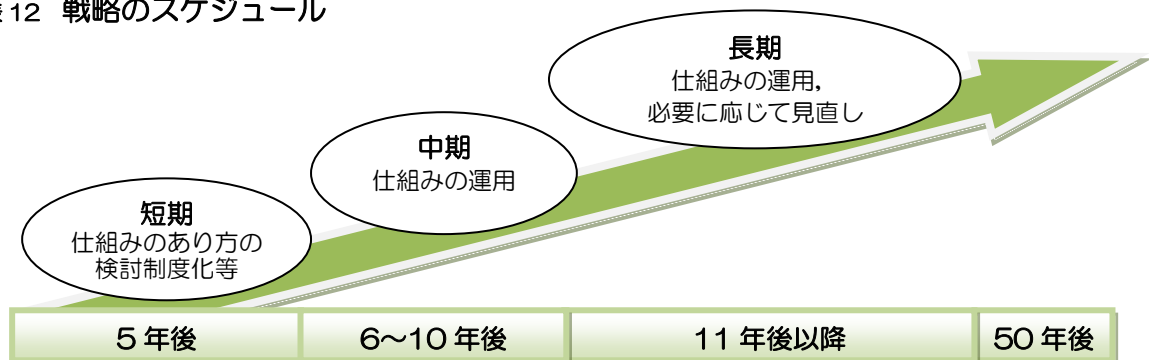 12 戦略のスケジュール
長期
仕組みの運用,
必要に応じて見直し
中期
仕組みの運用
短期
仕組みのあり方の
検討制度化等
5年後
6～10年後
11年後以降
50年後